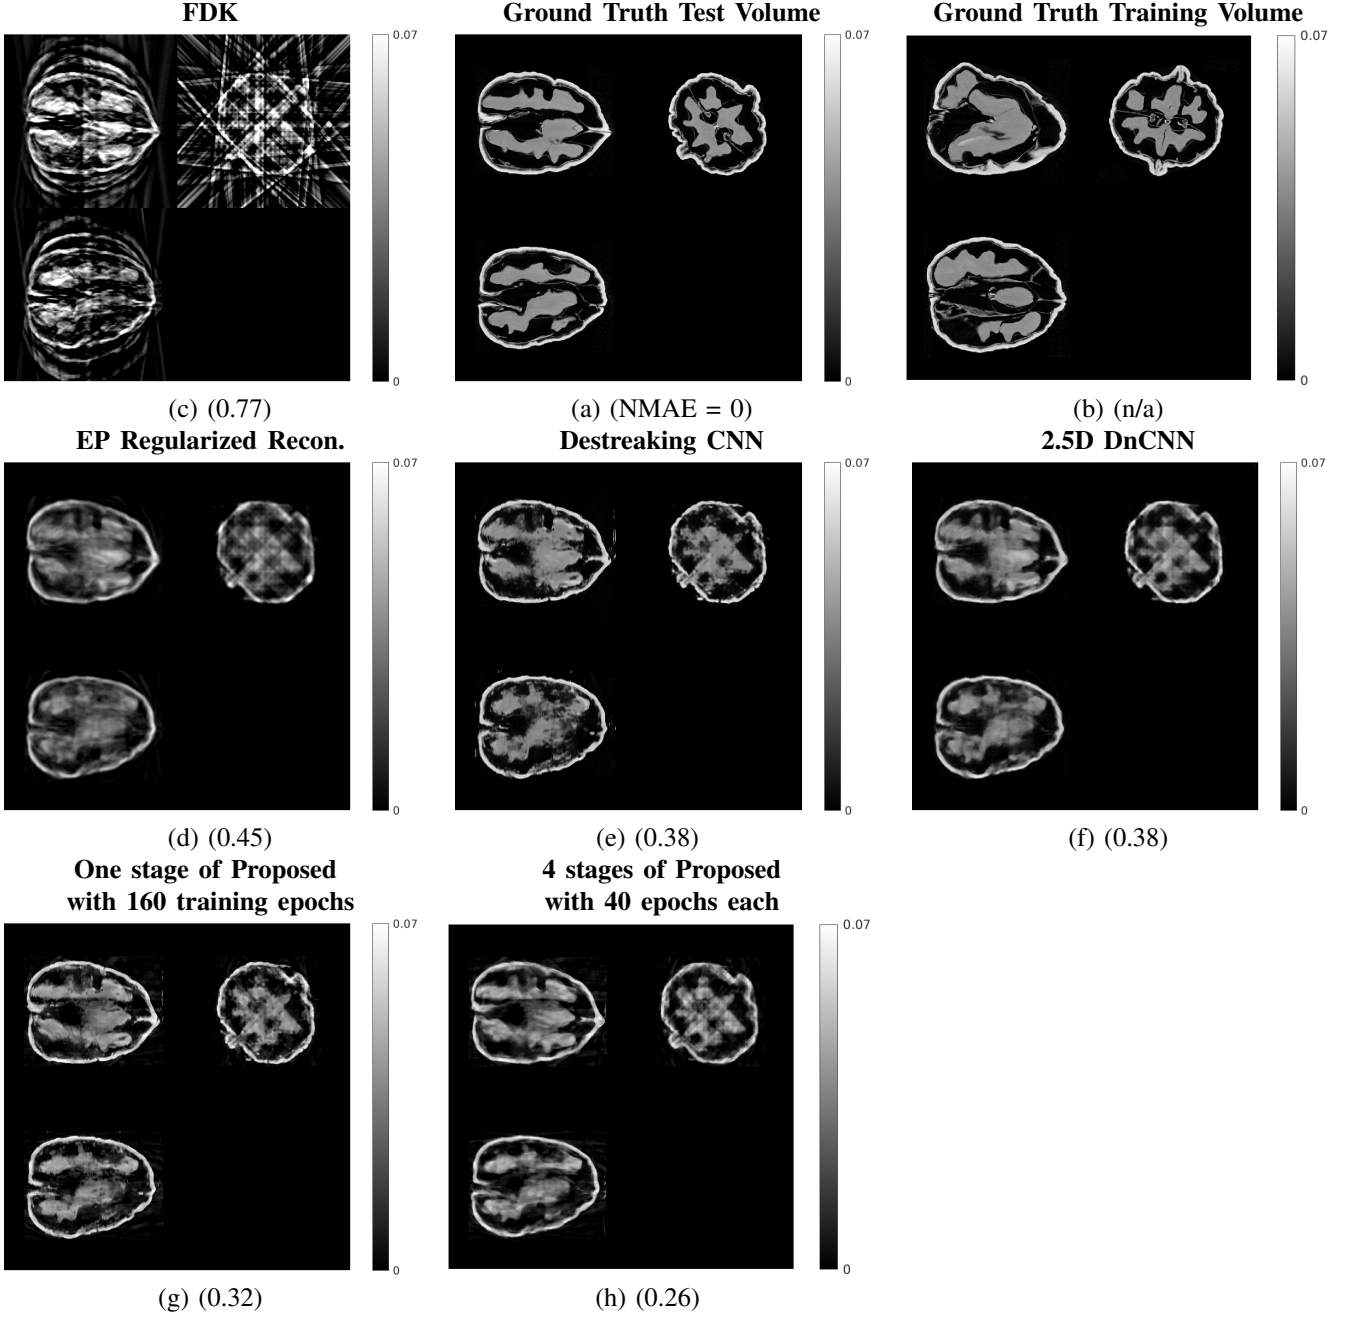 FDK
Ground Truth Test Volume
Ground Truth Training Volume
0.07
0
0.07
0
0.07
0
(c) (0.77)
(a) (NMAE = 0)
(b) (n/a)
EP Regularized Recon.
Destreaking CNN
2.5D DnCNN
0.07
0
0.07
0
0.07
0
(d) (0.45)
(e) (0.38)
(f) (0.38)
One stage of Proposed
with 160 training epochs
4 stages of Proposed
with 40 epochs each
0.07
0
0.07
0
(g) (0.32)
(h) (0.26)